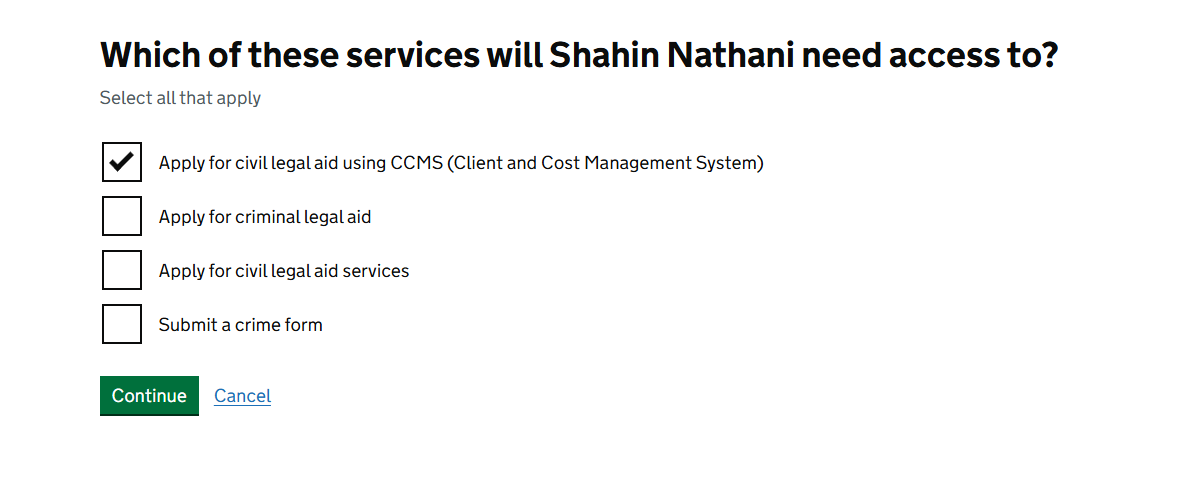 Which of these services will Shahin Nathani need access to?
Select all that apply
Apply for civil legal aid using CCMS (Client and Cost Management System)
Apply for criminal legal aid
Apply for civil legal aid services
Submit a crime form
Continue Cancel